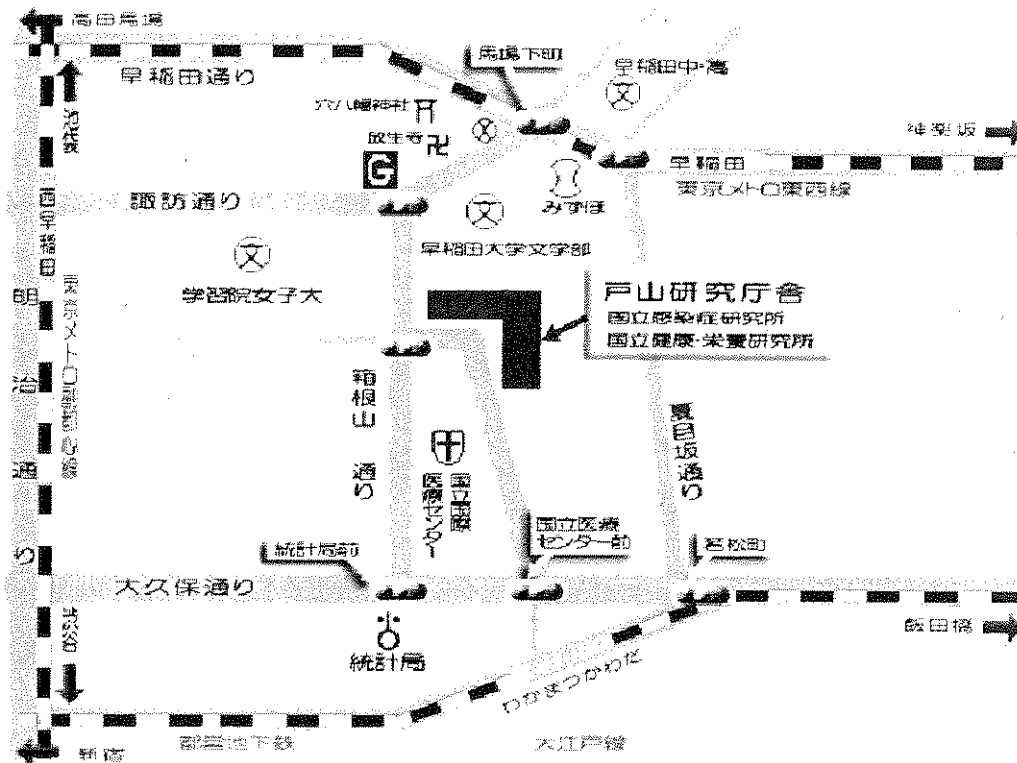 高田馬場
早稲田通り
馬場下町
早稲田中・高
穴八幡神社
放生寺
神楽坂
早稲田
東京メトロ東西線
G
諏訪通り
みずほ
早稲田大学文学部
西早稲田
学習院女子大
戸山研究庁舎
国立感染症研究所
国立健康・栄養研究所
明治通り
箱根山通り
夏目坂通り
国立国際
医療センター
国立医療
センター前
若松町
統計局前
大久保通り
統計局
飯田橋
わかまつかわだ
新宿
都営地下鉄
大江戸線